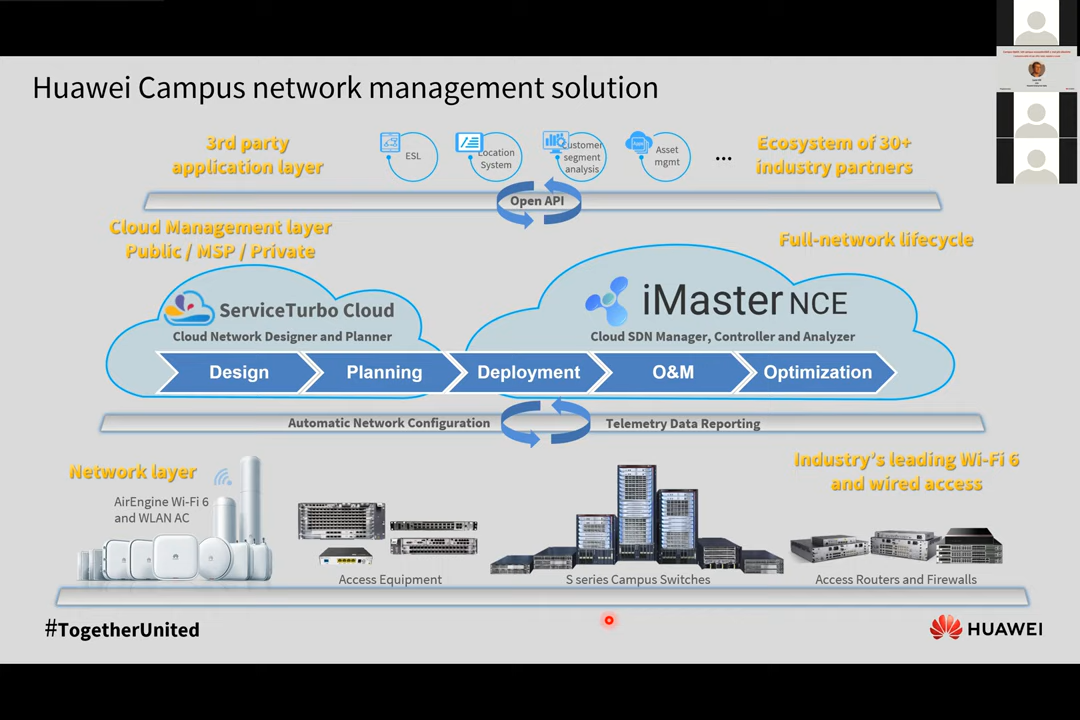 Huawei Campus network management solution
3rd party
application layer
ESL
Location
System
Customer
segment
analysis
Apps
Asset
mgmt
...
Ecosystem of 30+
industry partners
Open API
Cloud Management layer
Public / MSP / Private
Full-network lifecycle
ServiceTurbo Cloud
Cloud Network Designer and Planner
iMaster NCE
Cloud SDN Manager, Controller and Analyzer
Design
Planning
Deployment
O&M
Optimization
Automatic Network Configuration
Telemetry Data Reporting
Network layer
AirEngine Wi-Fi 6
and WLAN AC
Industry's leading Wi-Fi 6
and wired access
Access Equipment
S series Campus Switches
Access Routers and Firewalls
#TogetherUnited
HUAWEI